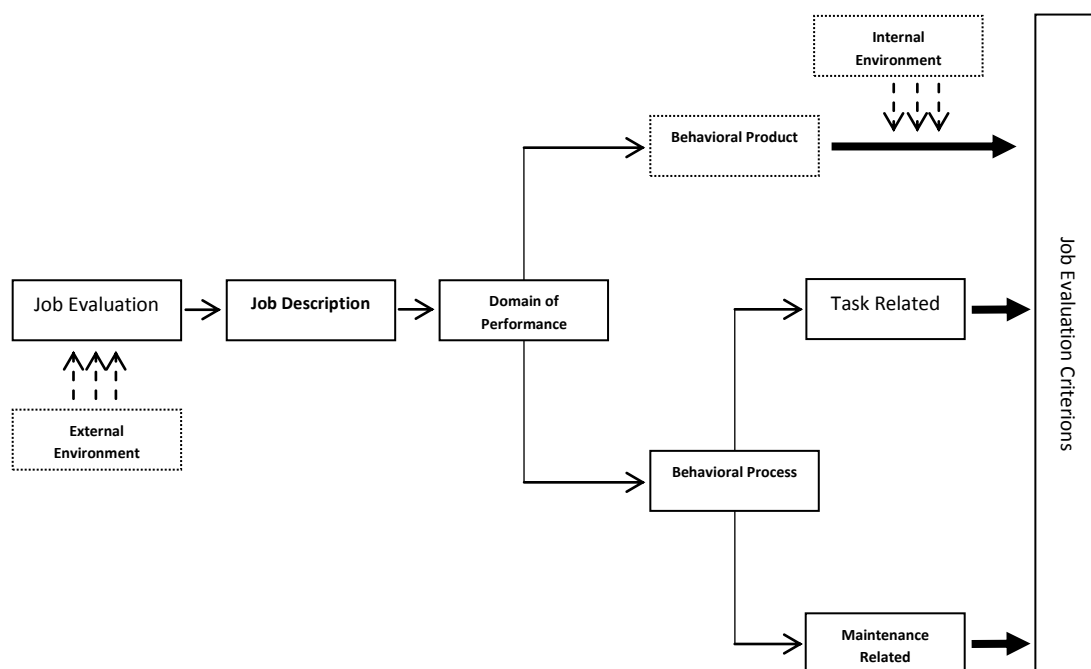 Internal
Environment
Behavioral Product
Job Evaluation
Job Description
Domain of
Performance
Task Related
External
Environment
Behavioral Process
Maintenance
Related
Job Evaluation Criterions